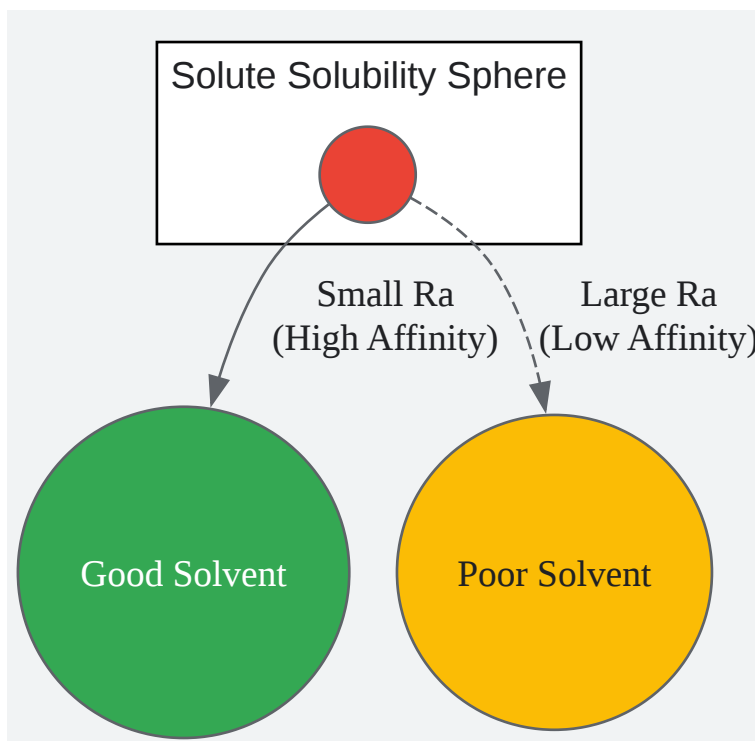 Solute Solubility Sphere
Small Ra
(High Affinity)
Large Ra
(Low Affinity)
Good Solvent
Poor Solvent